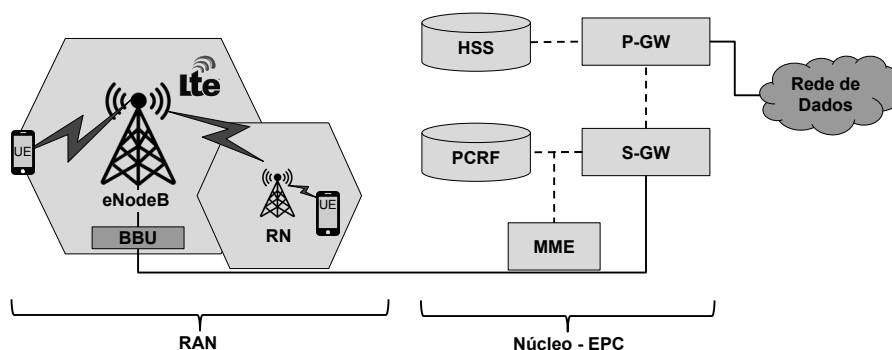 Lte
UE
eNodeB
BBU
UE
RN
HSS
P-GW
PCRF
S-GW
MME
Rede de
Dados
RAN
Núcleo - EPC